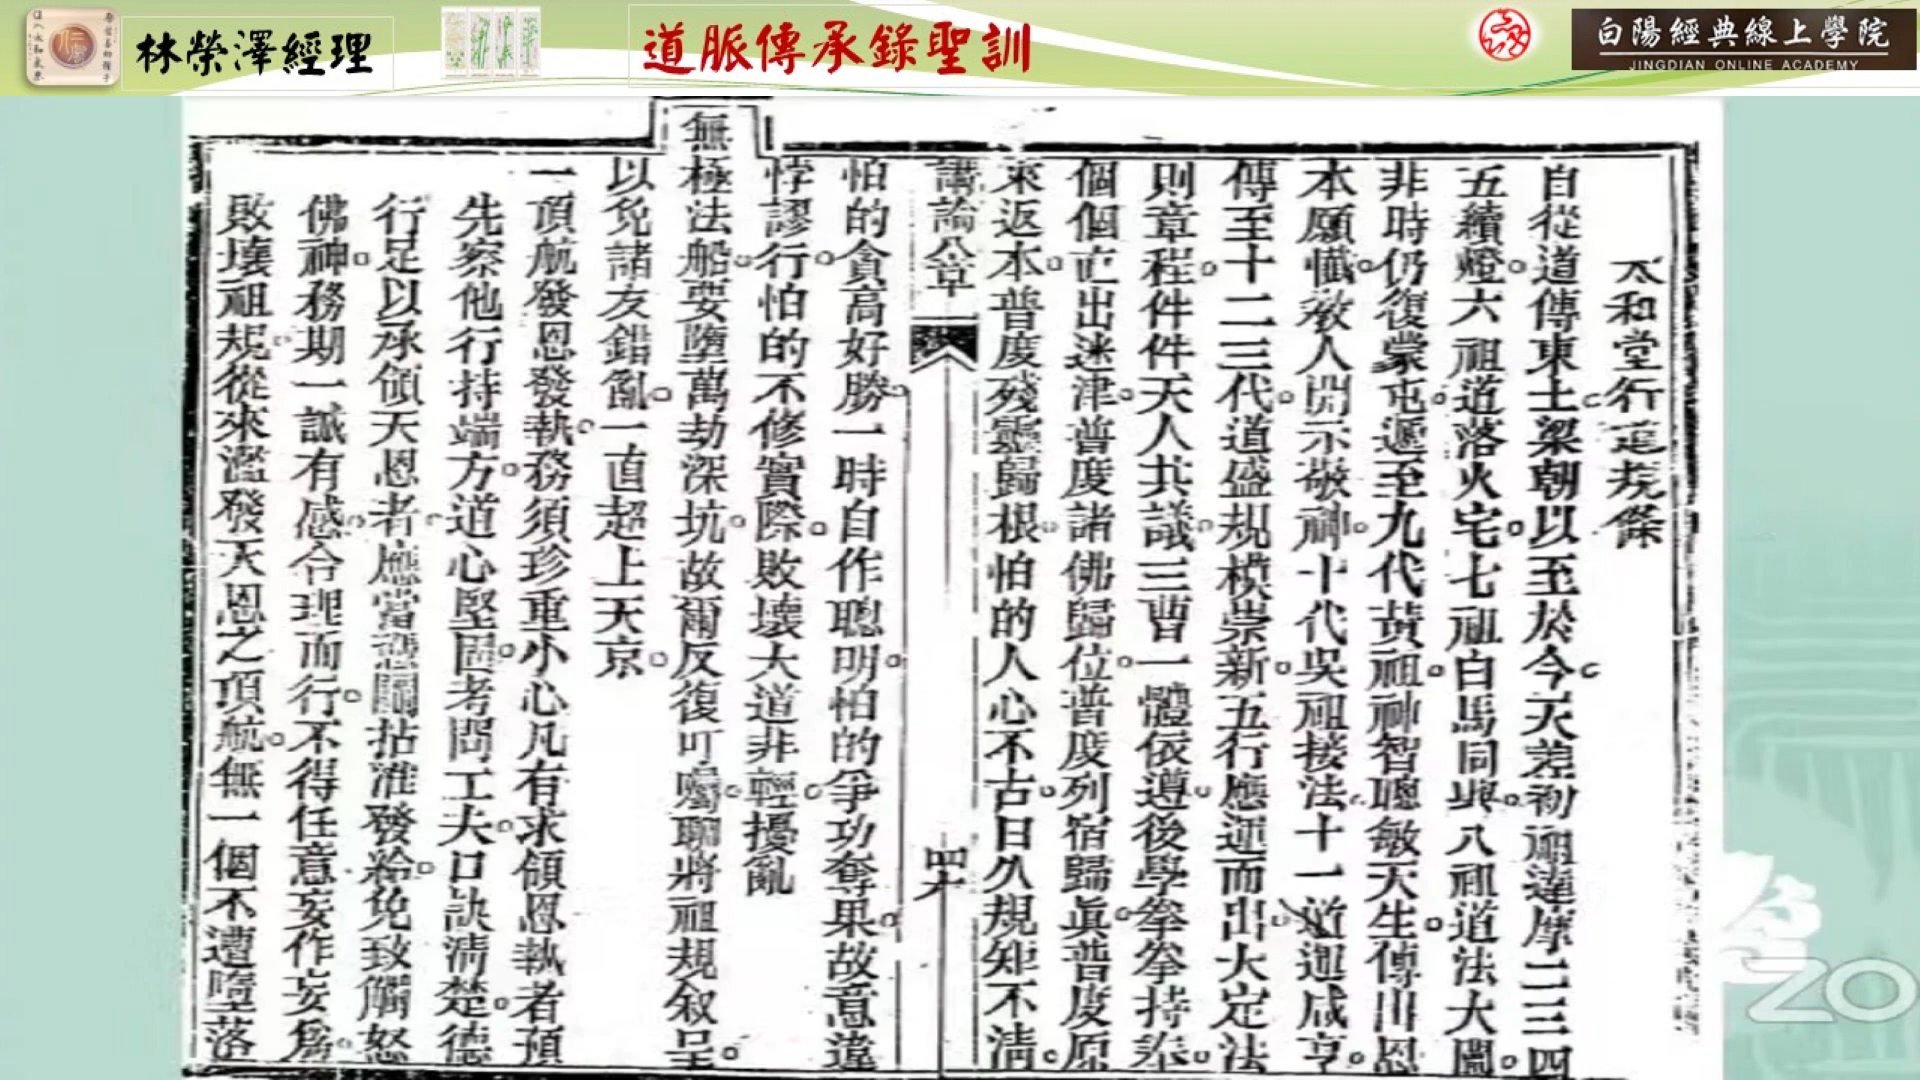 林榮澤經理
道脈傳承錄聖訓
白陽經典線上學院
JINGDIAN ONLINE ACADEMY
太和堂行道規條
自從道傳東土梁朝以至於今天差初祖達摩二三四
五續燈六祖道落火宅七祖白馬同興八祖道法大圖
非時仍復蒙屯遞至九代黃祖神智聰敏天生傳出恩
本愿懺教人開示敬神十代吳祖接法十一道迴咸亨
傳至十二三代道盛規模崇新五行應運而出大定法
則章程件件天人共議三曹一體依遵後學拳拳持
個個直出迷津普度諸佛歸位普度列宿歸眞普度原
來返本普度殘靈歸根怕的人心不古日久規矩不淸
講論公章
四十
怕的貪高好勝一時自作聰明怕的爭功奪果故意違
悖謬行怕的不修實際敗壞大道非輕擾亂
無極法船要墮萬劫深坑故爾反復叮囑聊將祖規敘呈
以免諸友錯亂一直超上天京
一頂航發恩發執務須珍重小心凡有求領恩執者預
先察他行持端方道心堅固考問工夫口訣淸楚德
行足以承領天恩者應當拈准發給免致觸怒
佛神務期一誠有感合理而行不得任意妄作妄爲
敗壞祖規從來濫發天恩之頂航無一個不遭墮落
ZO